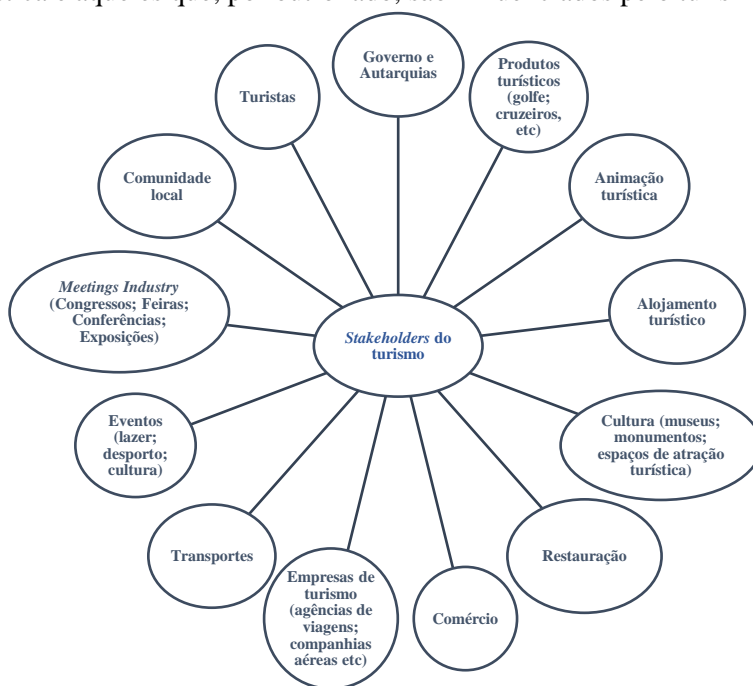 Governo e
Autarquias
Produtos
turísticos
(golfe;
cruzeiros,
etc)
Animação
turística
Alojamento
turístico
Cultura (museus;
monumentos;
espaços de atração
turística)
Restauração
Comércio
Empresas de
turismo
(agências de
viagens;
companhias
aéreas etc)
Transportes
Eventos
(lazer;
desporto;
cultura)
Meetings Industry
(Congressos; Feiras;
Conferências;
Exposições)
Comunidade
local
Turistas
Stakeholders do
turismo